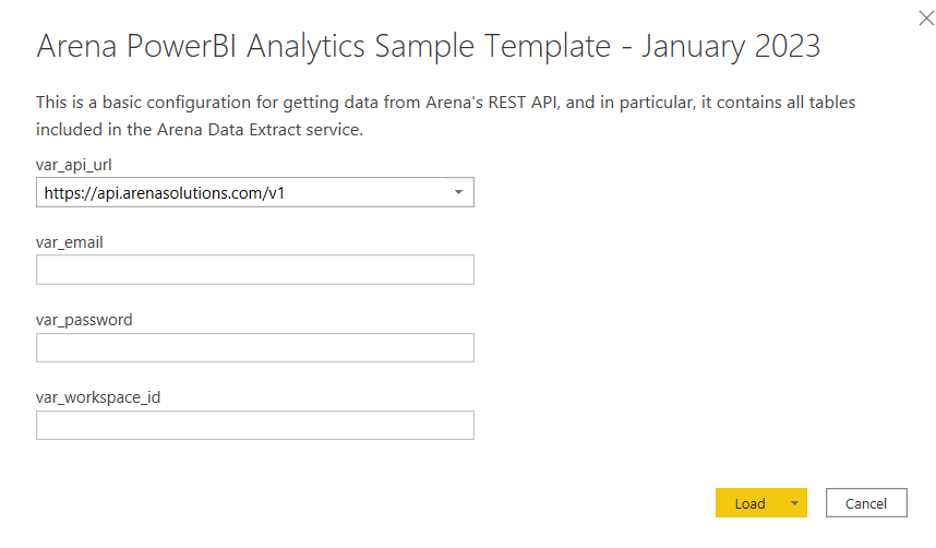 Arena PowerBI Analytics Sample Template - January 2023
This is a basic configuration for getting data from Arena's REST API, and in particular, it contains all tables
included in the Arena Data Extract service.
var_api_url
https://api.arenasolutions.com/v1
var_email
var_password
var_workspace_id
Load
Cancel